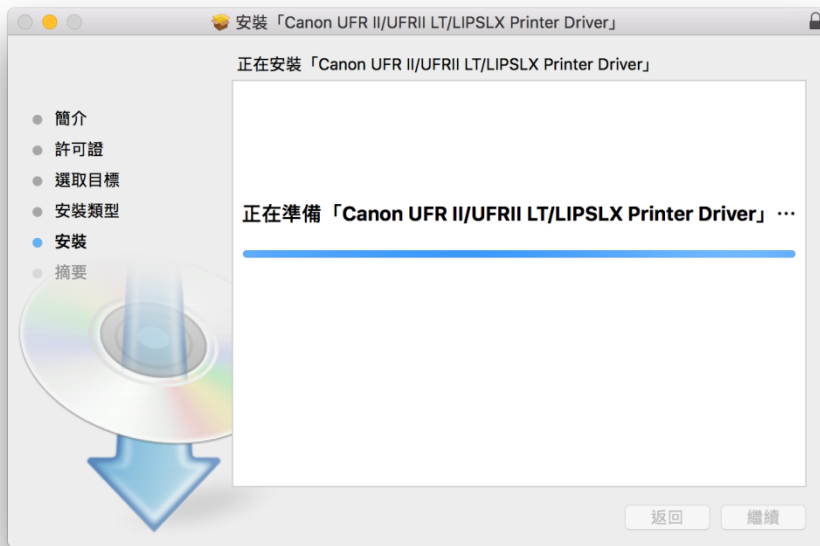 安裝「Canon UFR II/UFRII LT/LIPSLX Printer Driver」
正在安裝「Canon UFR II/UFRII LT/LIPSLX Printer Driver」
簡介
許可證
選取目標
安裝類型
安裝
摘要
正在準備「Canon UFR II/UFRII LT/LIPSLX Printer Driver」⋯
返回
繼續